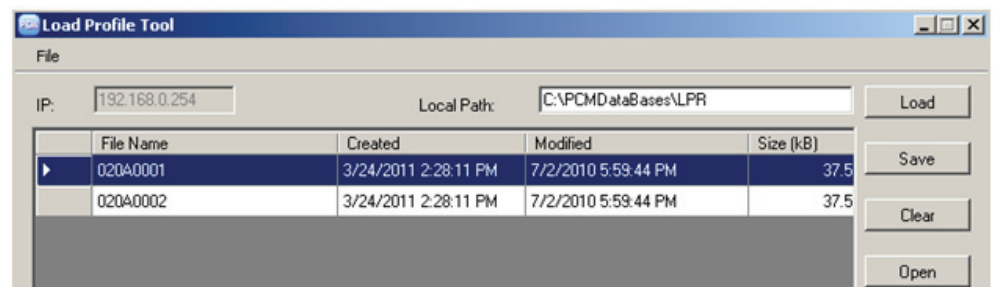 Load Profile Tool
File
IP: 192.168.0.254 Local Path: C:\PCMDataBases\LPR Load
File Name Created Modified Size (kB)
020A0001 3/24/2011 2:28:11 PM 7/2/2010 5:59:44 PM 37.5
Save
020A0002 3/24/2011 2:28:11 PM 7/2/2010 5:59:44 PM 37.5
Clear
Open